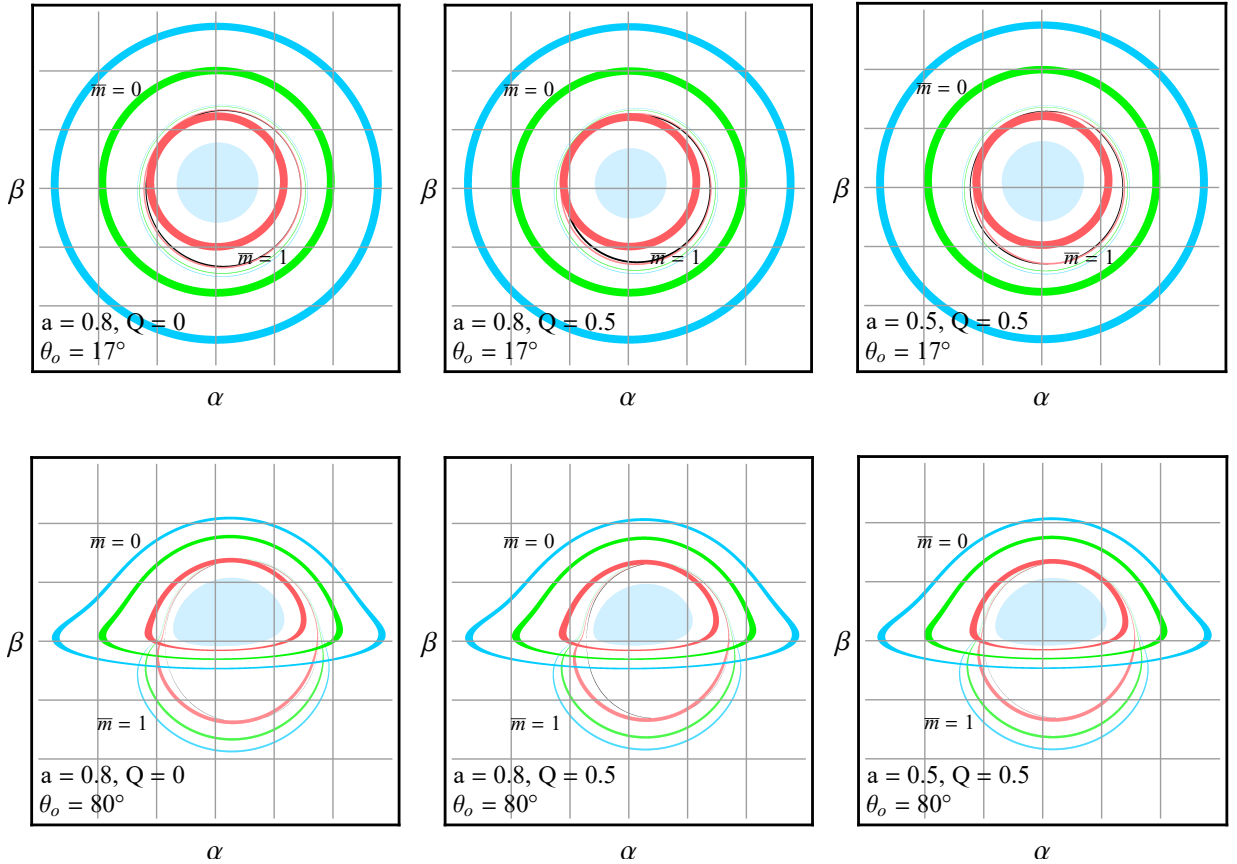 m̅ = 0
m̅ = 1
β
a = 0.8, Q = 0
θₒ = 17°
α
m̅ = 0
m̅ = 1
β
a = 0.8, Q = 0.5
θₒ = 17°
α
m̅ = 0
m̅ = 1
β
a = 0.5, Q = 0.5
θₒ = 17°
α
m̅ = 0
β
m̅ = 1
a = 0.8, Q = 0
θₒ = 80°
α
m̅ = 0
β
m̅ = 1
a = 0.8, Q = 0.5
θₒ = 80°
α
m̅ = 0
β
m̅ = 1
a = 0.5, Q = 0.5
θₒ = 80°
α